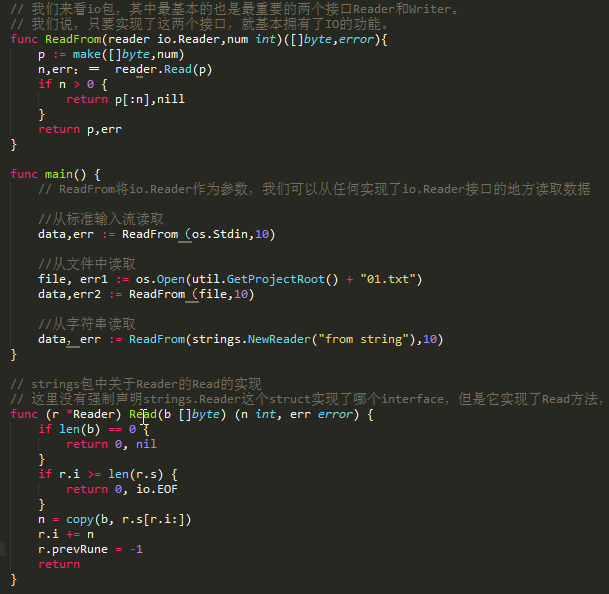 // 我们来看io包，其中最基本的也是最重要的两个接口Reader和Writer。
// 我们说，只要实现了这两个接口，就基本拥有了IO的功能。
func ReadFrom(reader io.Reader,num int)([]byte,error){
    p := make([]byte,num)
    n,err：＝ reader.Read(p)
    if n > 0 {
        return p[:n],nill
    }
    return p,err
}

func main() {
    // ReadFrom将io.Reader作为参数，我们可以从任何实现了io.Reader接口的地方读取数据

    //从标准输入流读取
    data,err := ReadFrom（os.Stdin,10)

    //从文件中读取
    file, err1 := os.Open(util.GetProjectRoot() + "01.txt")
    data,err2 := ReadFrom（file,10)

    //从字符串读取
    data，err := ReadFrom(strings.NewReader("from string"),10)
}

// strings包中关于Reader的Read的实现
// 这里没有强制声明strings.Reader这个struct实现了哪个interface，但是它实现了Read方法，
func (r *Reader) Read(b []byte) (n int, err error) {
    if len(b) == 0 {
        return 0, nil
    }
    if r.i >= len(r.s) {
        return 0, io.EOF
    }
    n = copy(b, r.s[r.i:])
    r.i += n
    r.prevRune = -1
    return
}